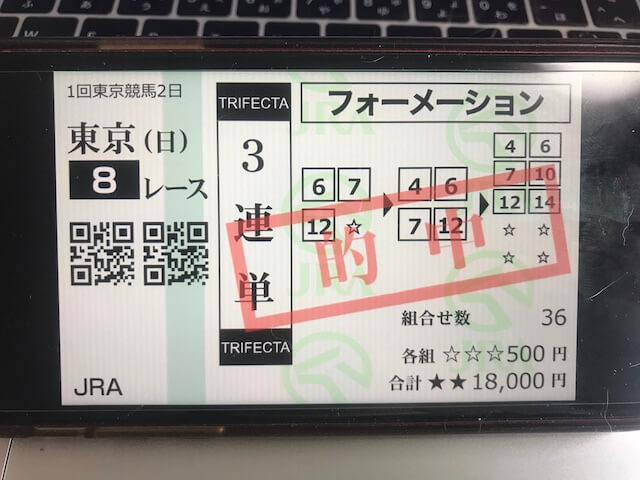 1回東京競馬2日
東京(日)
8レース
JRA
TRIFECTA
3連単
TRIFECTA
フォーメーション
6 7
12 ☆
4 6
7 12
4 6
7 10
12 14
☆ ☆
☆ ☆
的中
組合せ数 36
各組 ☆☆☆500円
合計 ★★18,000円
JRA
JRA